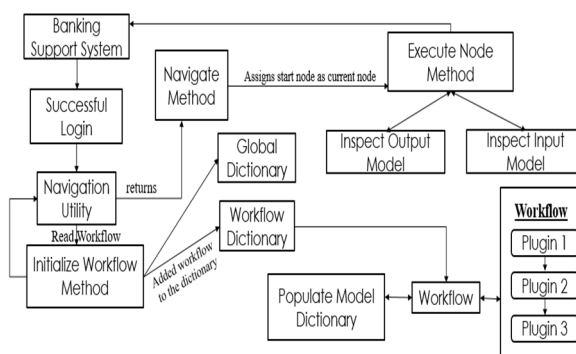 Banking
Support System
Successful
Login
Navigation
Utility
returns
Read Workflow
Initialize Workflow
Method
Navigate
Method
Assigns start node as current node
Execute Node
Method
Inspect Output
Model
Inspect Input
Model
Global
Dictionary
Workflow
Dictionary
Added workflow
to the dictionary
Populate Model
Dictionary
Workflow
Workflow
Plugin 1
Plugin 2
Plugin 3